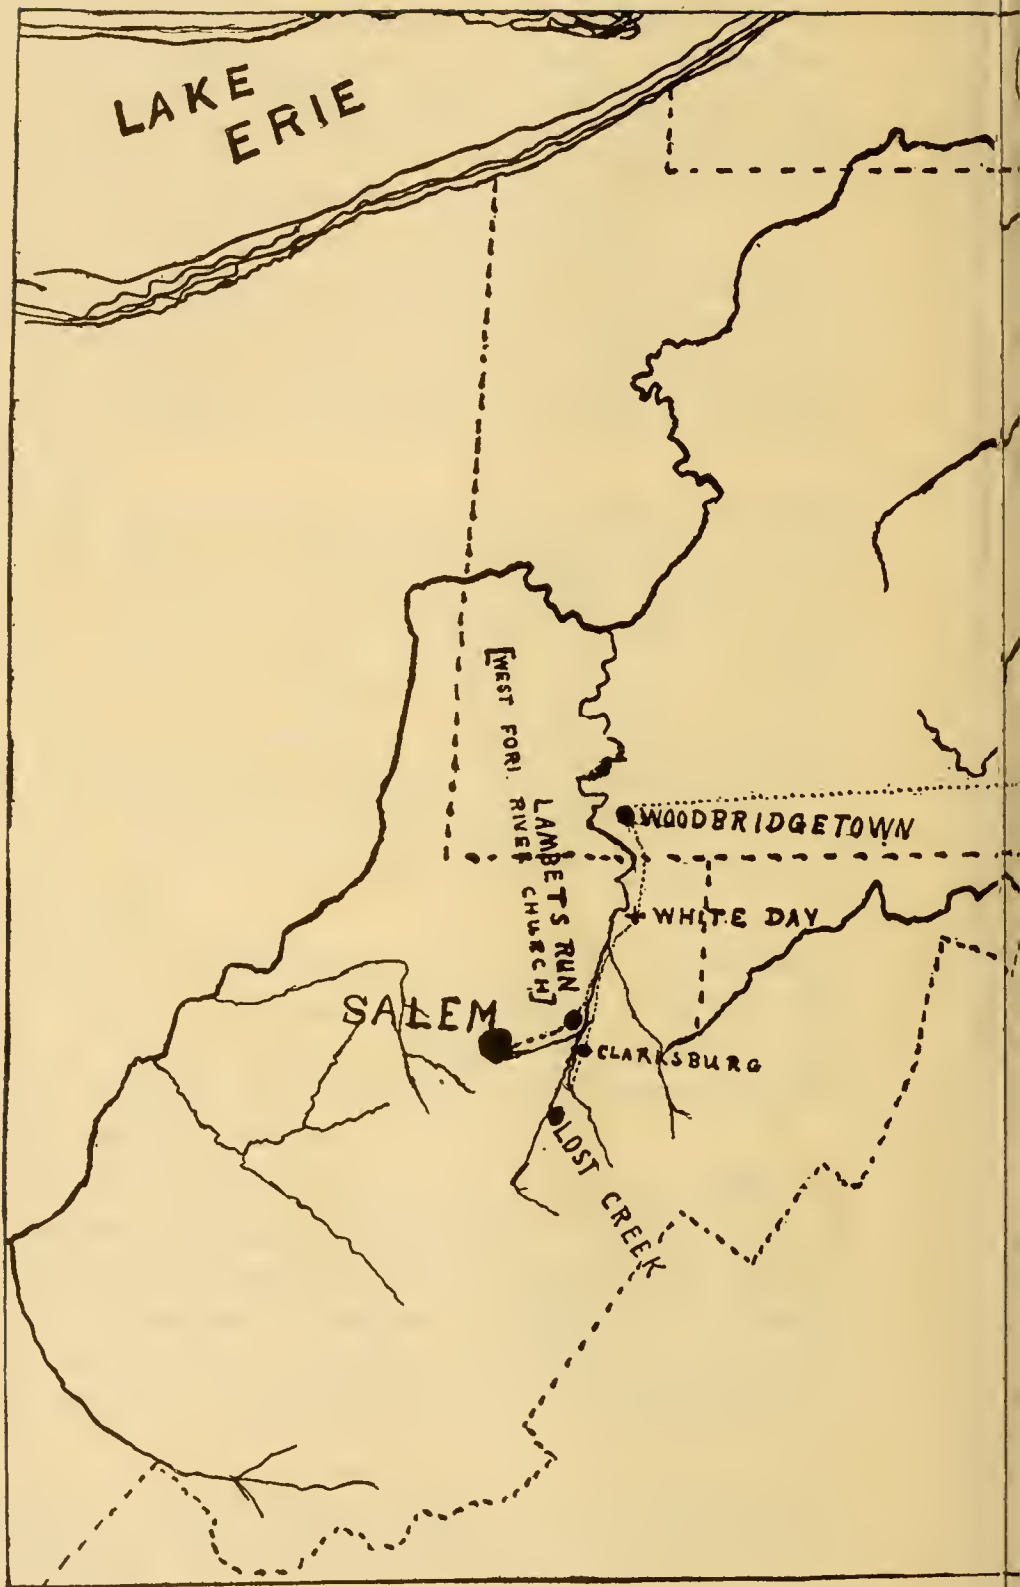 LAKE
ERIE
[WEST FORK RIVER CHURCH]
LAMBETS RUN
WOODBRIDGETOWN
WHITE DAY
SALEM
CLARKSBURG
LOST CREEK